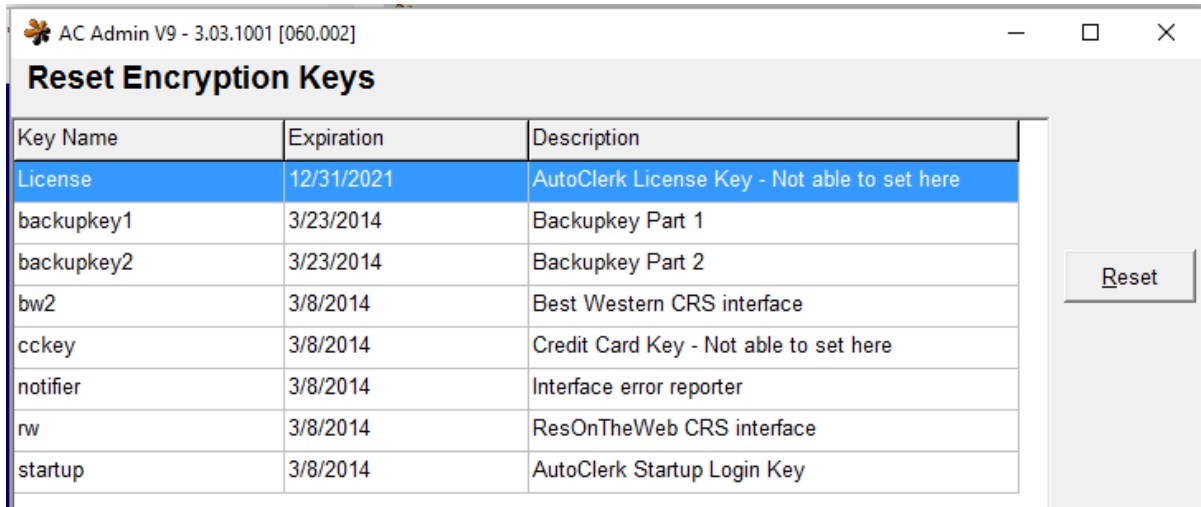 AC Admin V9 - 3.03.1001 [060.002]
Reset Encryption Keys
Key Name Expiration Description
License 12/31/2021 AutoClerk License Key - Not able to set here
backupkey1 3/23/2014 Backupkey Part 1
backupkey2 3/23/2014 Backupkey Part 2
bw2 3/8/2014 Best Western CRS interface
cckey 3/8/2014 Credit Card Key - Not able to set here
notifier 3/8/2014 Interface error reporter
rw 3/8/2014 ResOnTheWeb CRS interface
startup 3/8/2014 AutoClerk Startup Login Key
Reset